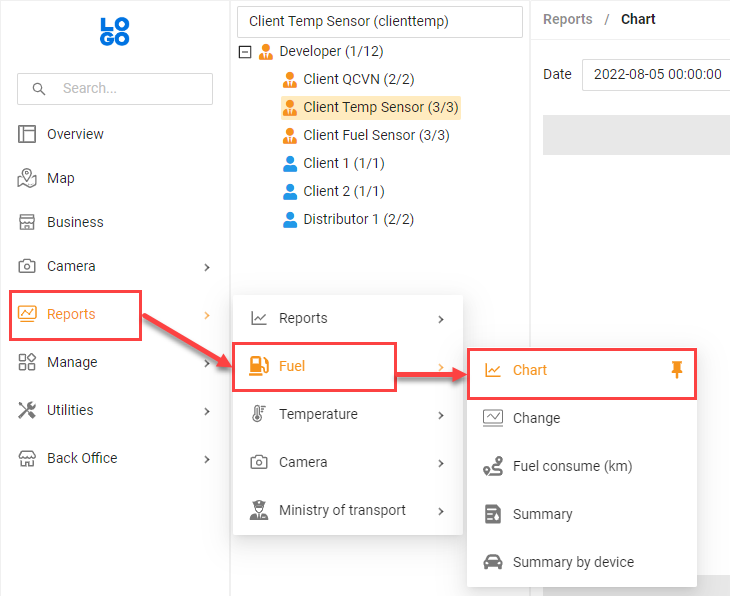 LO
GO
Search...
Overview
Map
Business
Camera
Reports
Manage
Utilities
Back Office
Client Temp Sensor (clienttemp)
Developer (1/12)
Client QCVN (2/2)
Client Temp Sensor (3/3)
Client Fuel Sensor (3/3)
Client 1 (1/1)
Client 2 (1/1)
Distributor 1 (2/2)
Reports / Chart
Date 2022-08-05 00:00:00
Reports
Fuel
Temperature
Camera
Ministry of transport
Chart
Change
Fuel consume (km)
Summary
Summary by device